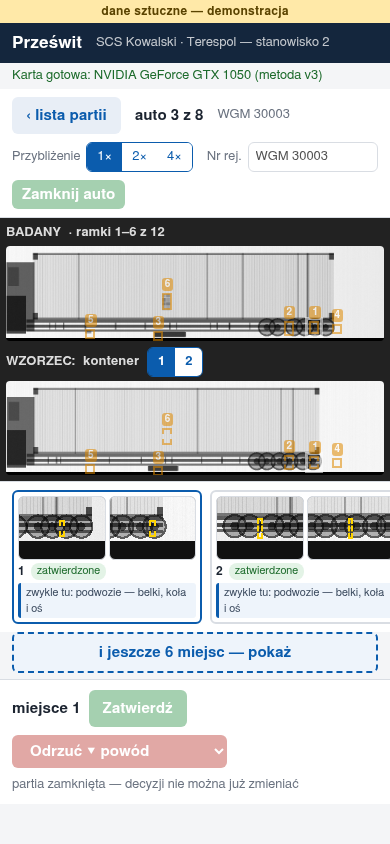 dane sztuczne — demonstracja
Prześwit SCS Kowalski · Terespol — stanowisko 2
Karta gotowa: NVIDIA GeForce GTX 1050 (metoda v3)
‹ lista partii auto 3 z 8 WGM 30003
Przybliżenie 1× 2× 4× Nr rej. WGM 30003
Zamknij auto
BADANY · ramki 1–6 z 12
6
5 3 2 1 4
WZORZEC: kontener 1 2
6
5 3 2 1 4
1 zatwierdzone
zwykle tu: podwozie — belki, koła
i oś
2 zatwierdzone
zwykle tu: podwozie — belki, koła
i oś
i jeszcze 6 miejsc — pokaż
miejsce 1 Zatwierdź
Odrzuć ▾ powód
partia zamknięta — decyzji nie można już zmieniać